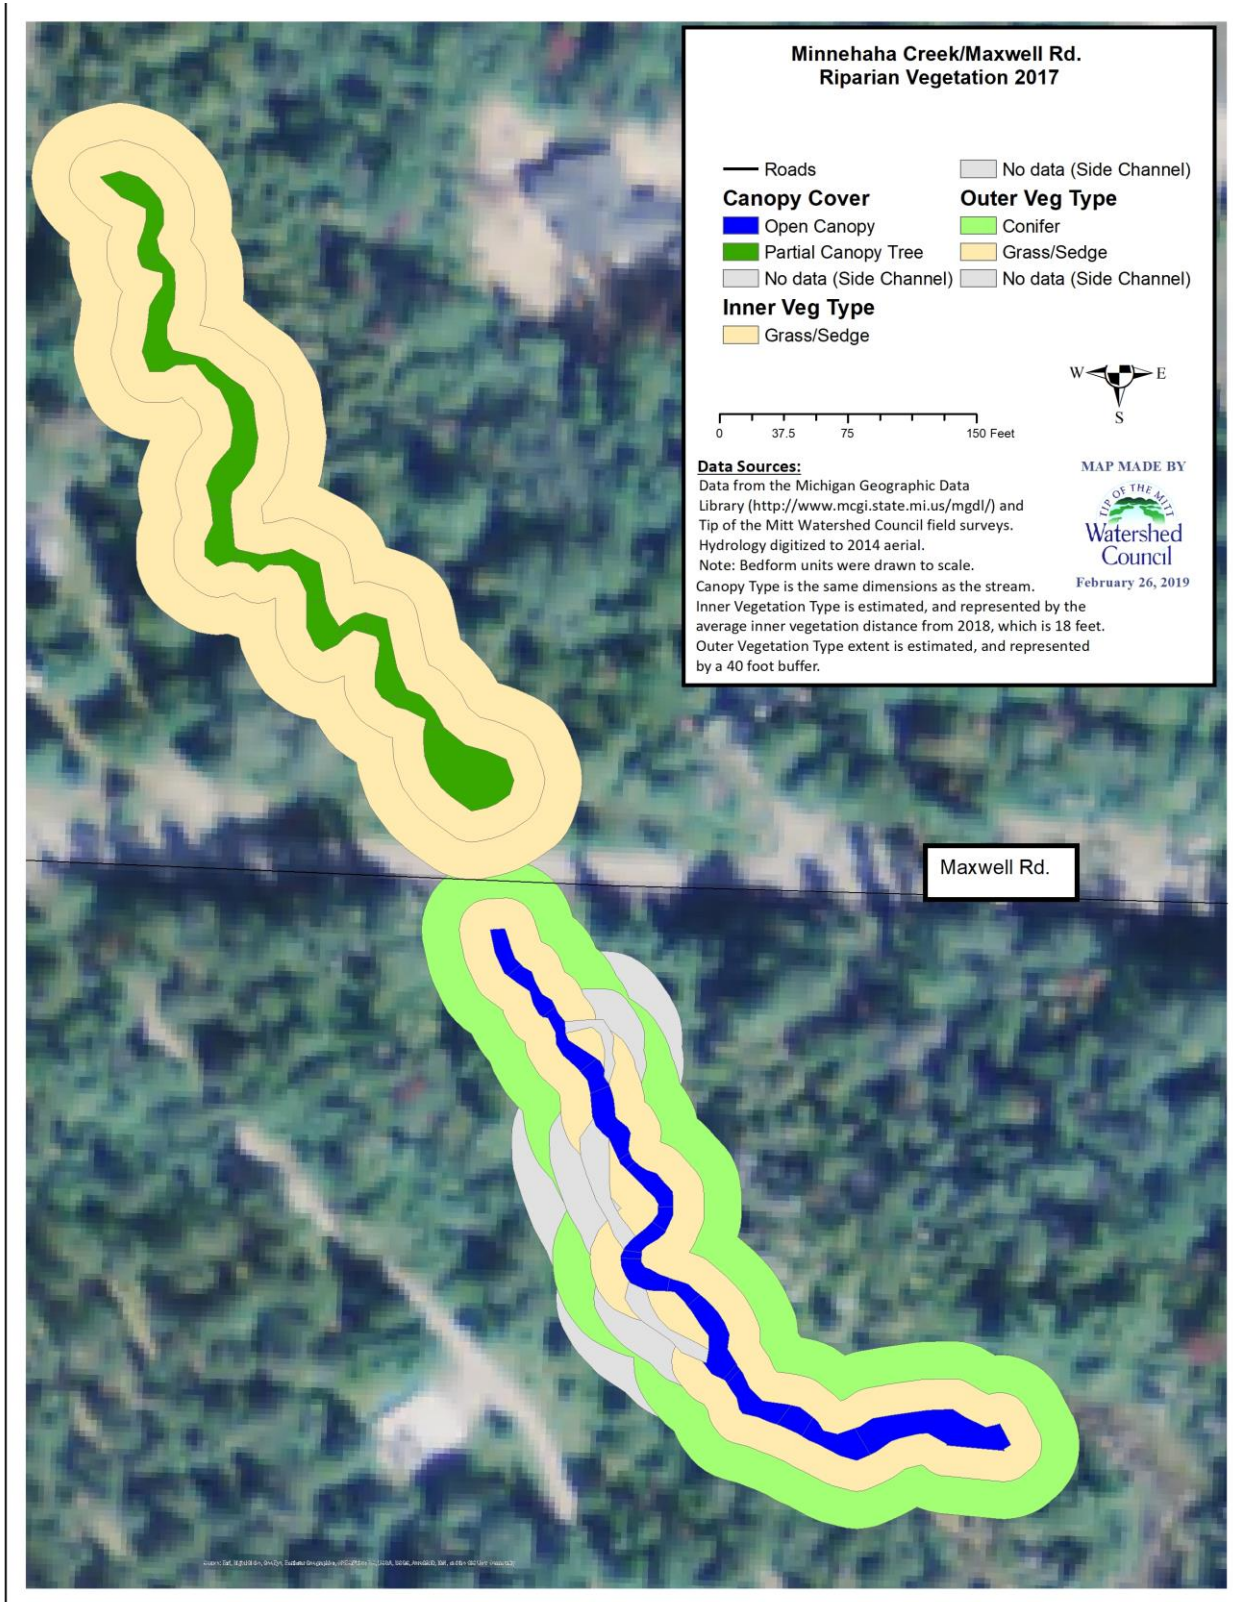 Minnehaha Creek/Maxwell Rd.
Riparian Vegetation 2017
Roads
Canopy Cover
Open Canopy
Partial Canopy Tree
No data (Side Channel)
Inner Veg Type
Grass/Sedge
No data (Side Channel)
Outer Veg Type
Conifer
Grass/Sedge
No data (Side Channel)
W E
S
0 37.5 75 150 Feet
Data Sources:
Data from the Michigan Geographic Data
Library (http://www.mcgi.state.mi.us/mgdl/) and
Tip of the Mitt Watershed Council field surveys.
Hydrology digitized to 2014 aerial.
Note: Bedform units were drawn to scale.
Canopy Type is the same dimensions as the stream.
Inner Vegetation Type is estimated, and represented by the
average inner vegetation distance from 2018, which is 18 feet.
Outer Vegetation Type extent is estimated, and represented
by a 40 foot buffer.
MAP MADE BY
TIP OF THE MITT
Watershed
Council
February 26, 2019
Maxwell Rd.